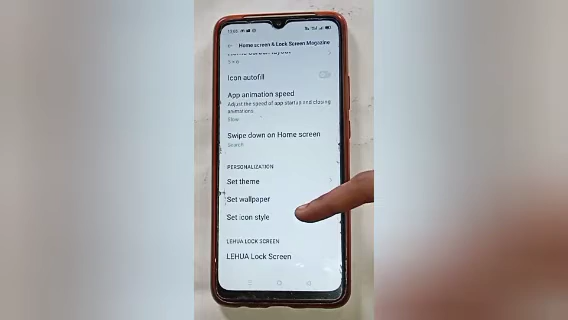 Home screen & Lock Screen Magazine
Icon autofill
App animation speed
Adjust the speed of app startup and closing
animations.
Swipe down on Home screen
Search
PERSONALIZATION
Set theme
Set wallpaper
Set icon style
LEHUA LOCK SCREEN
LEHUA Lock Screen